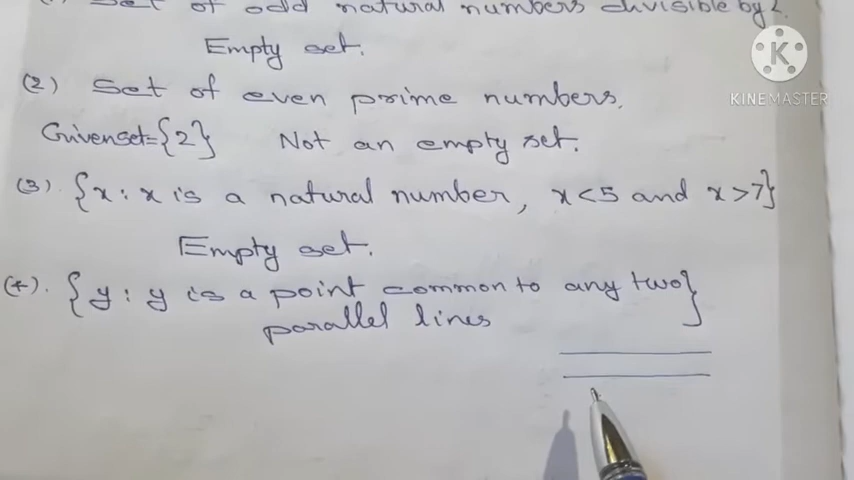 Set of odd natural numbers divisible by 2.
Empty set.
(2) Set of even prime numbers.
Given set = {2} Not an empty set.
(3). {x : x is a natural number, x < 5 and x > 7}
Empty set.
(4). {y : y is a point common to any two}
parallel lines
K
KINEMASTER